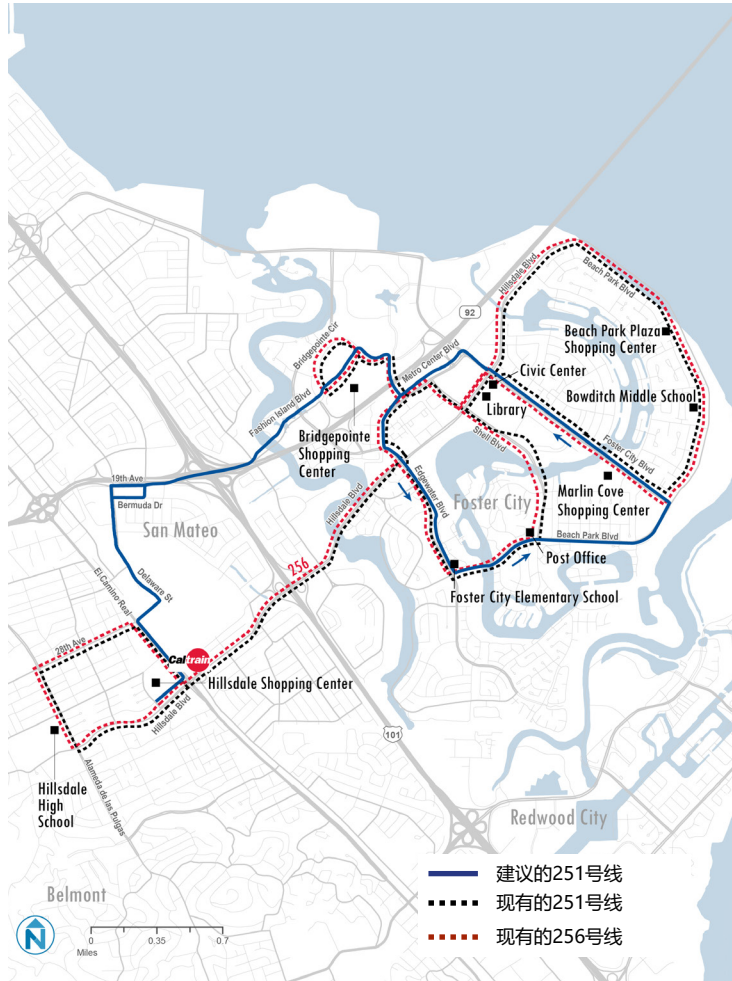 Hillsdale Blvd
Beach Park Blvd
92
Beach Park Plaza
Shopping Center
Bridgepointe Cir
Metro Center Blvd
Civic Center
Bowditch Middle School
Library
Fashion Island Blvd
Bridgepointe
Shopping
Center
Shell Blvd
Foster City Blvd
19th Ave
Bermuda Dr
Hillsdale Blvd
Edgewater Blvd
Foster City
Marlin Cove
Shopping Center
San Mateo
Beach Park Blvd
Post Office
256
Delaware St
El Camino Real
Foster City Elementary School
28th Ave
Caltrain
Hillsdale Shopping Center
Hillsdale Blvd
101
Hillsdale
High
School
Alameda de las Pulgas
Redwood City
Belmont
建议的251号线
现有的251号线
现有的256号线
N
0 0.35 0.7
Miles